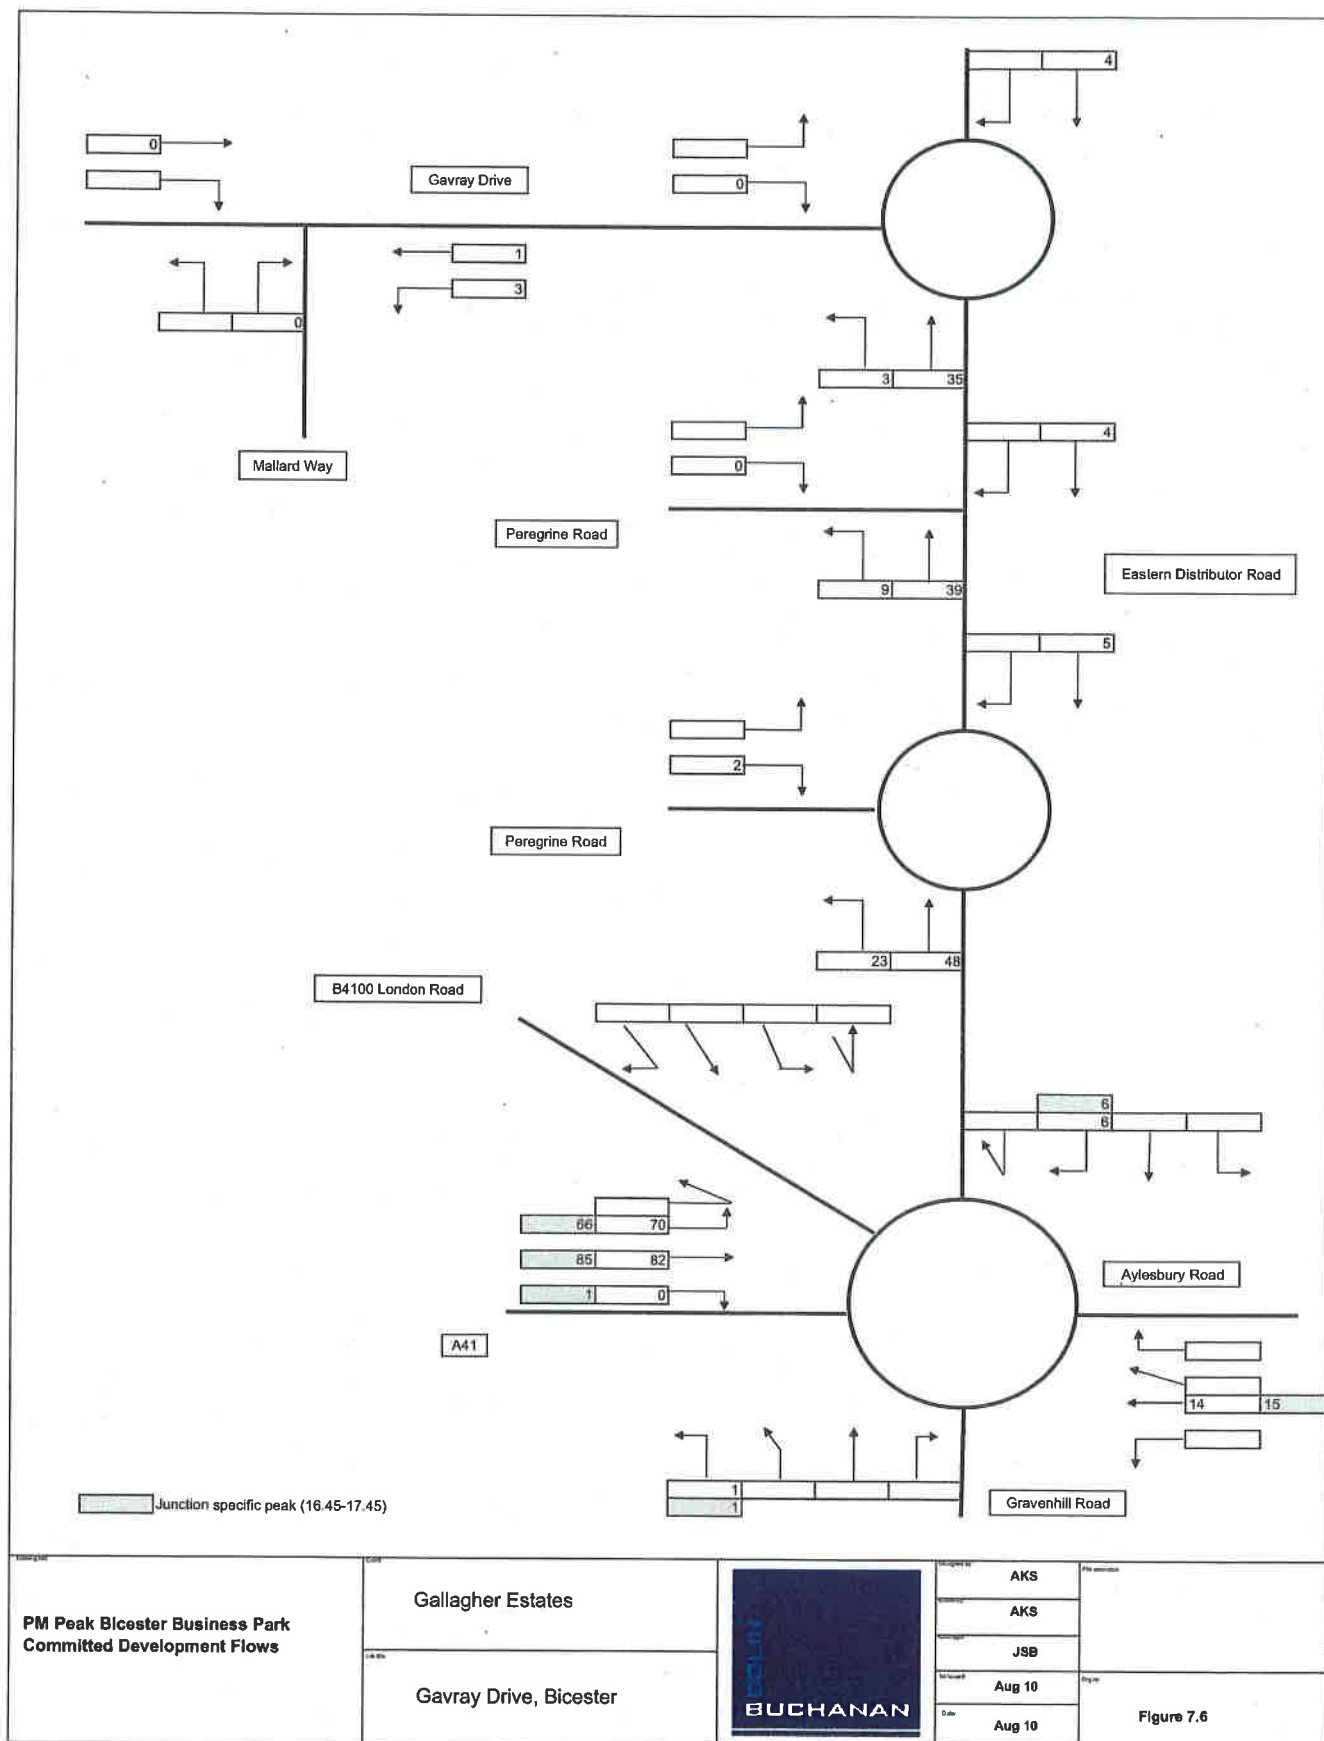 4
0
Gavray Drive
0
1
3
0
3 35
4
0
Mallard Way
Peregrine Road
9 39
Eastern Distributor Road
5
2
Peregrine Road
23 48
B4100 London Road
6
6
66 70
85 82
1 0
Aylesbury Road
A41
14 15
1
1
Junction specific peak (16.45-17.45)
Gravenhill Road
PM Peak Bicester Business Park
Committed Development Flows
Gallagher Estates
Gavray Drive, Bicester
COLIN
BUCHANAN
AKS
AKS
JSB
Aug 10
Date
Aug 10
Figure 7.6